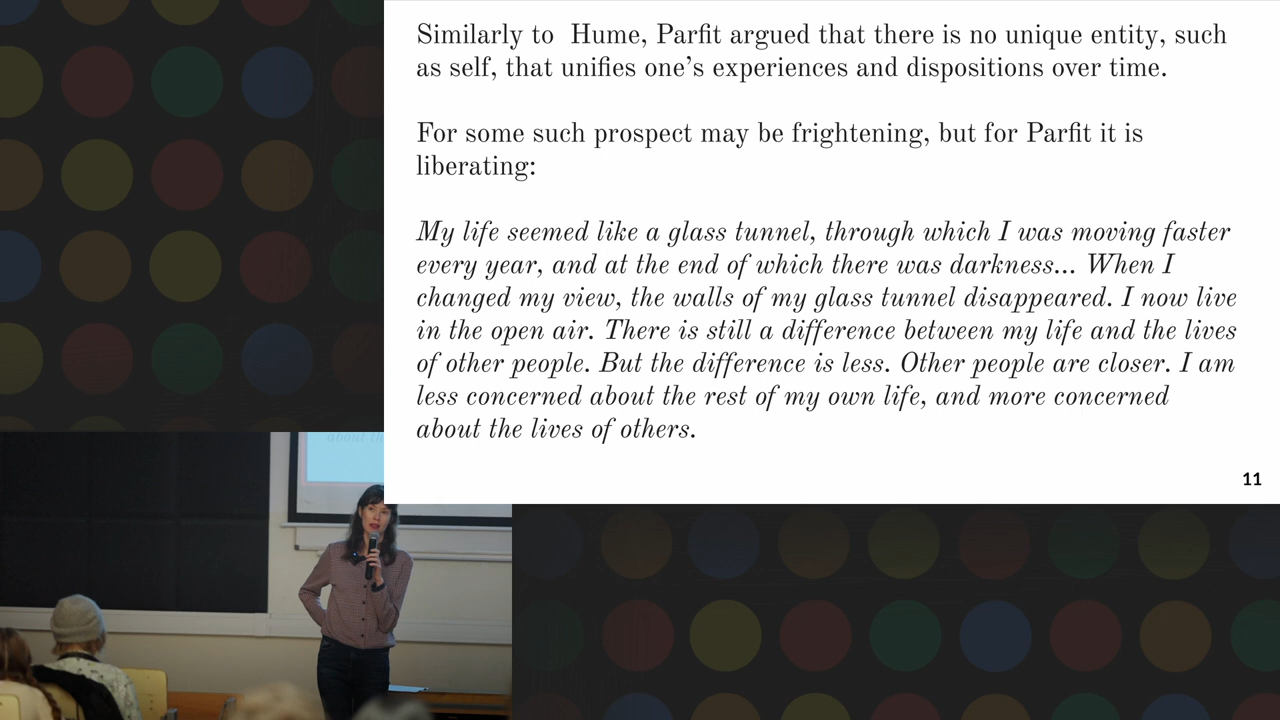 Similarly to  Hume, Parfit argued that there is no unique entity, such
as self, that unifies one’s experiences and dispositions over time.
For some such prospect may be frightening, but for Parfit it is
liberating:
My life seemed like a glass tunnel, through which I was moving faster
every year, and at the end of which there was darkness... When I
changed my view, the walls of my glass tunnel disappeared. I now live
in the open air. There is still a difference between my life and the lives
of other people. But the difference is less. Other people are closer. I am
less concerned about the rest of my own life, and more concerned
about the lives of others.
11
about th